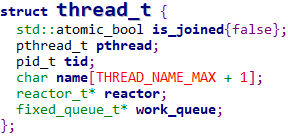 struct thread_t {
  std::atomic_bool is_joined{false};
  pthread_t pthread;
  pid_t tid;
  char name[THREAD_NAME_MAX + 1];
  reactor_t* reactor;
  fixed_queue_t* work_queue;
};